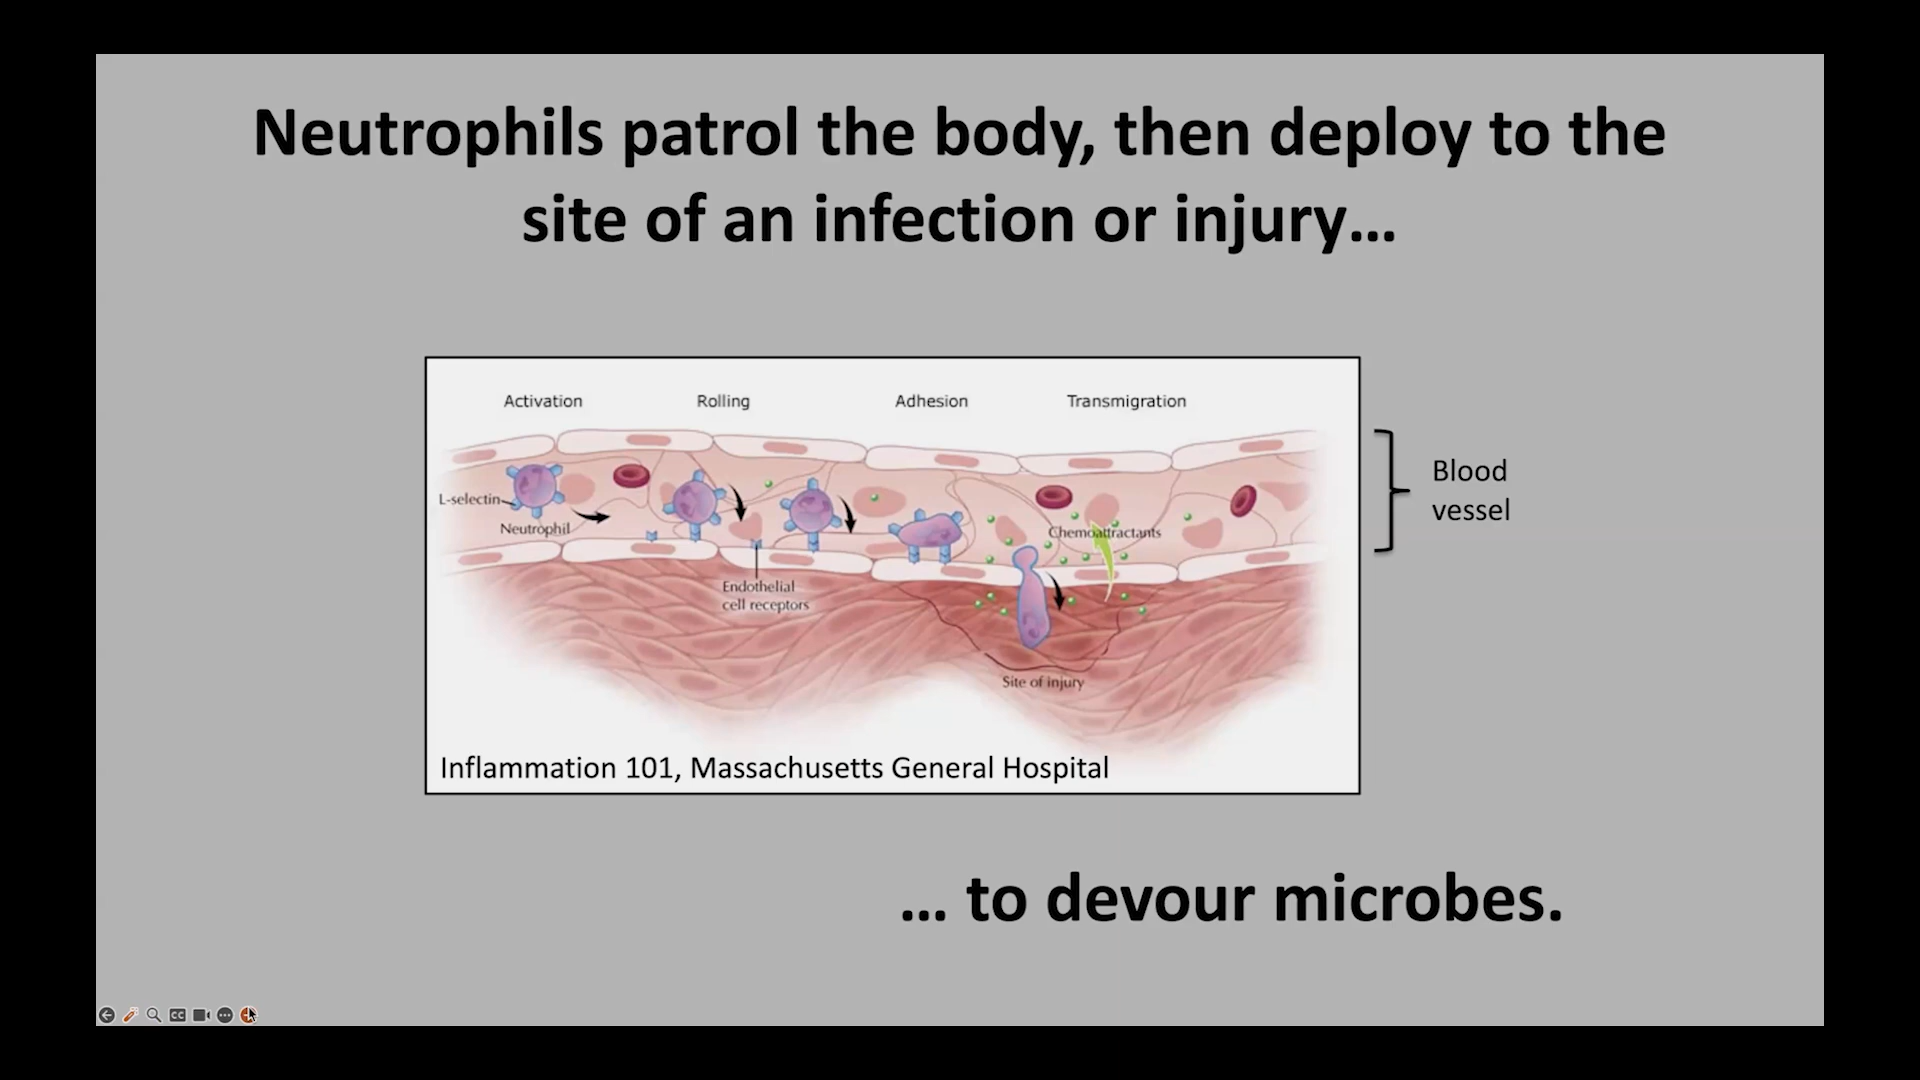 Neutrophils patrol the body, then deploy to the
site of an infection or injury...
Activation
Rolling
Adhesion
Transmigration
L-selectin
Neutrophil
Endothelial
cell receptors
Chemoattractants
Site of injury
Blood
vessel
Inflammation 101, Massachusetts General Hospital
... to devour microbes.
CC